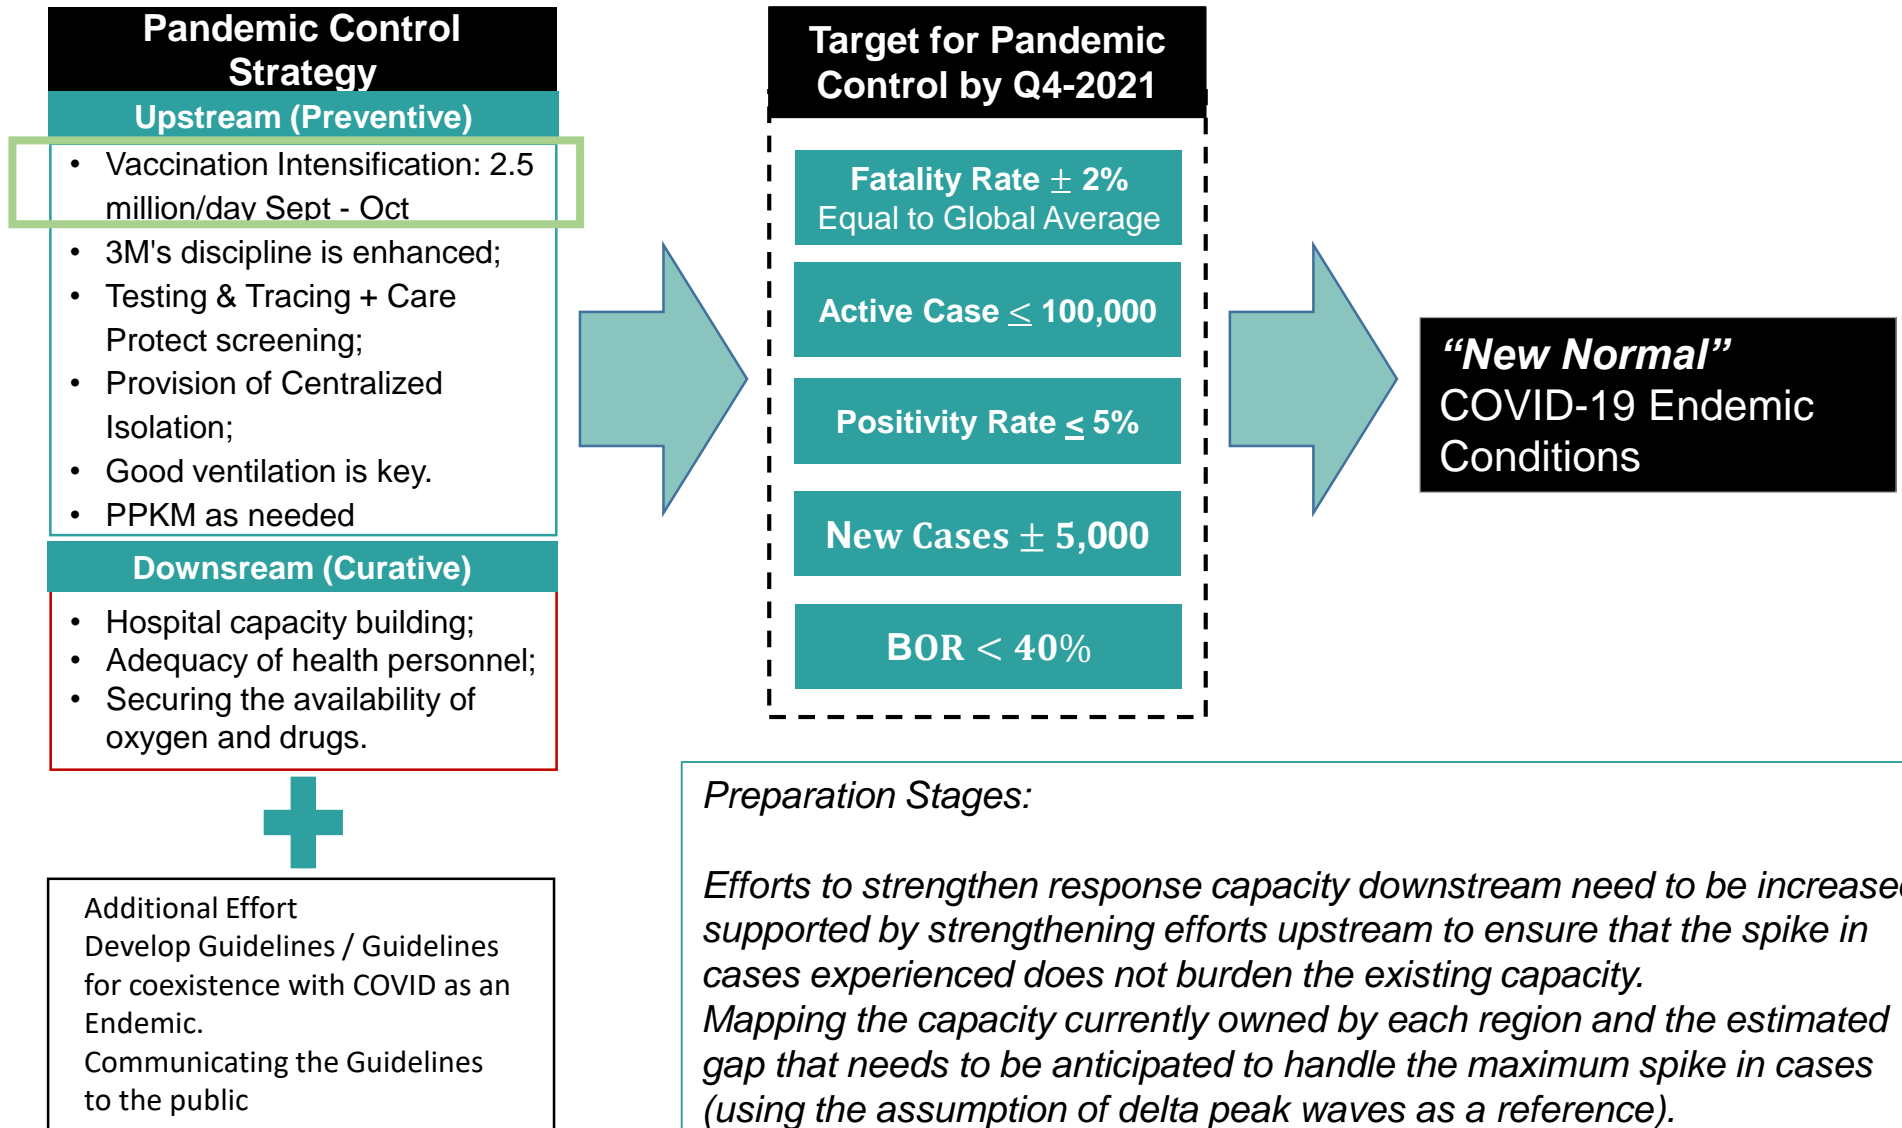 Pandemic Control
Strategy
Upstream (Preventive)
• Vaccination Intensification: 2.5
million/day Sept - Oct
• 3M's discipline is enhanced;
• Testing & Tracing + Care
Protect screening;
• Provision of Centralized
Isolation;
• Good ventilation is key.
• PPKM as needed
Downsream (Curative)
• Hospital capacity building;
• Adequacy of health personnel;
• Securing the availability of
oxygen and drugs.
Additional Effort
Develop Guidelines / Guidelines
for coexistence with COVID as an
Endemic.
Communicating the Guidelines
to the public
Target for Pandemic
Control by Q4-2021
Fatality Rate ± 2%
Equal to Global Average
Active Case ≤ 100,000
Positivity Rate ≤ 5%
New Cases ± 5,000
BOR < 40%
“New Normal”
COVID-19 Endemic
Conditions
Preparation Stages:
Efforts to strengthen response capacity downstream need to be increased
supported by strengthening efforts upstream to ensure that the spike in
cases experienced does not burden the existing capacity.
Mapping the capacity currently owned by each region and the estimated
gap that needs to be anticipated to handle the maximum spike in cases
(using the assumption of delta peak waves as a reference).